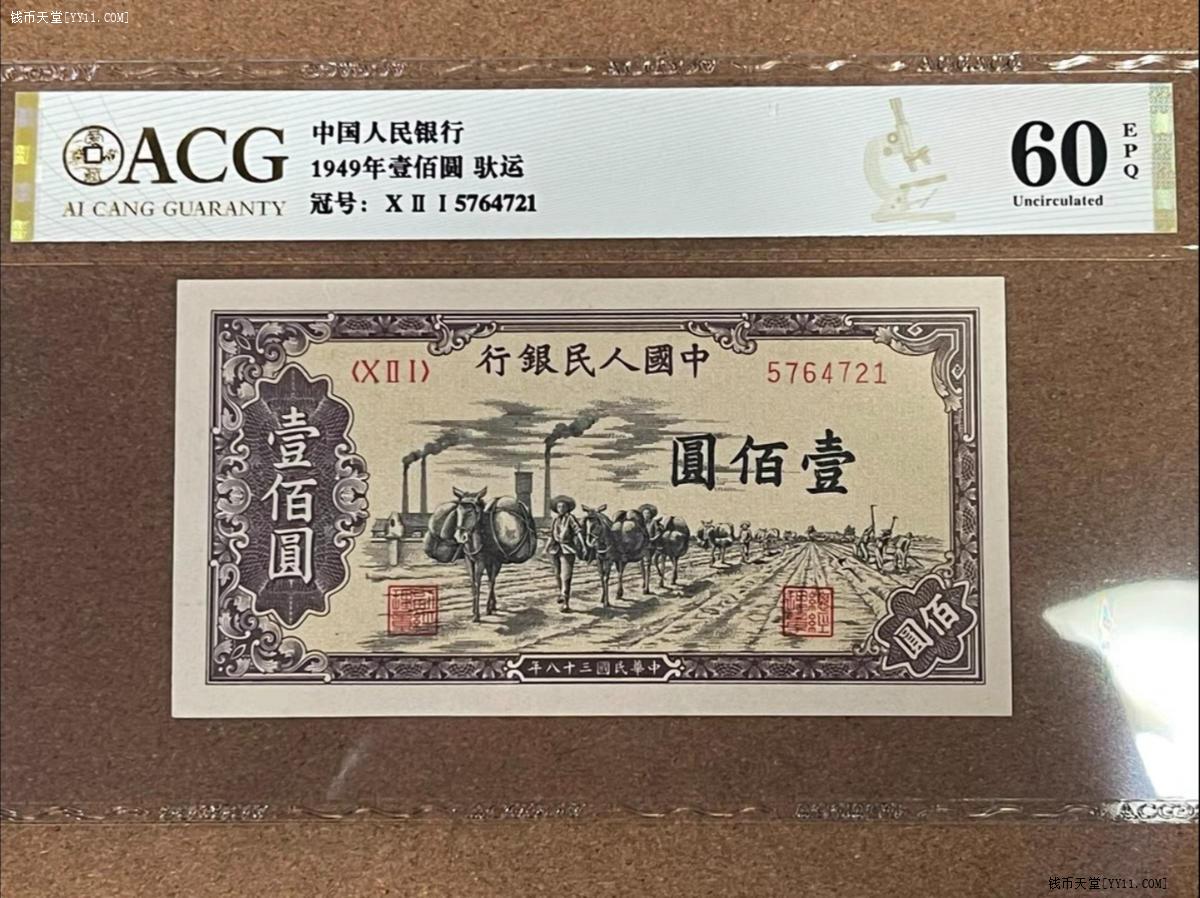 钱币天堂[YY11.COM]
ACG
AI CANG GUARANTY
中国人民银行
1949年壹佰圆 驮运
冠号：X Ⅱ Ⅰ 5764721
60
EPQ
Uncirculated
行銀民人國中
〈X Ⅱ I〉
5764721
圓佰壹
壹佰圓
佰圓
年八十三國民華中
ACG
钱币天堂[YY11.COM]